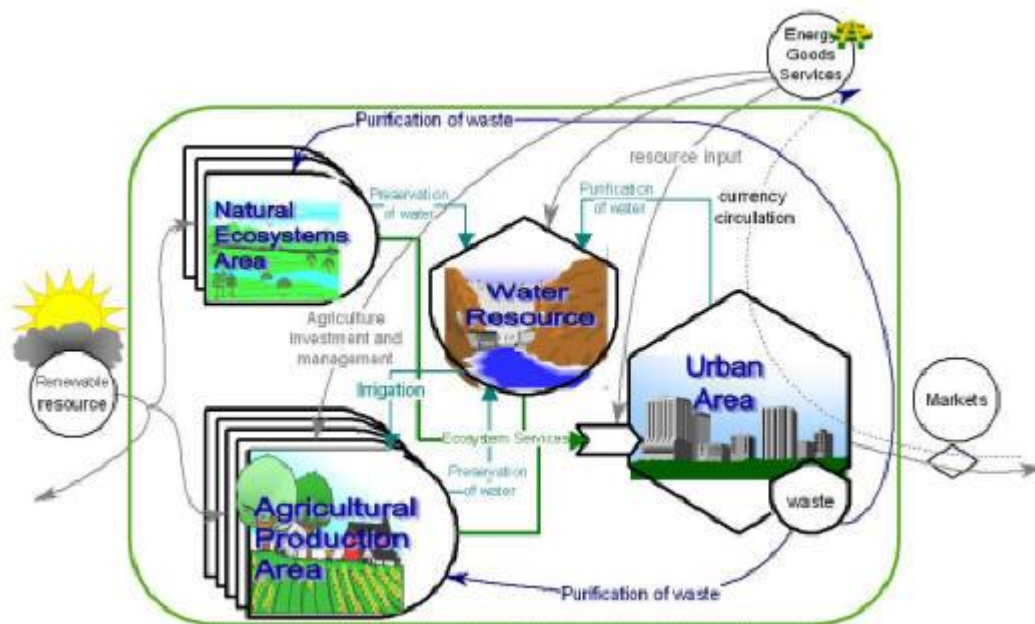 Energy
Goods
Services
Purification of waste
resource input
Preservation
of water
Purification
of water
currency
circulation
Natural
Ecosystems
Area
Water
Resource
Agriculture
investment and
management
Urban
Area
Renewable
resource
Irrigation
Markets
Ecosystem Services
Preservation
of water
waste
Agricultural
Production
Area
Purification of waste